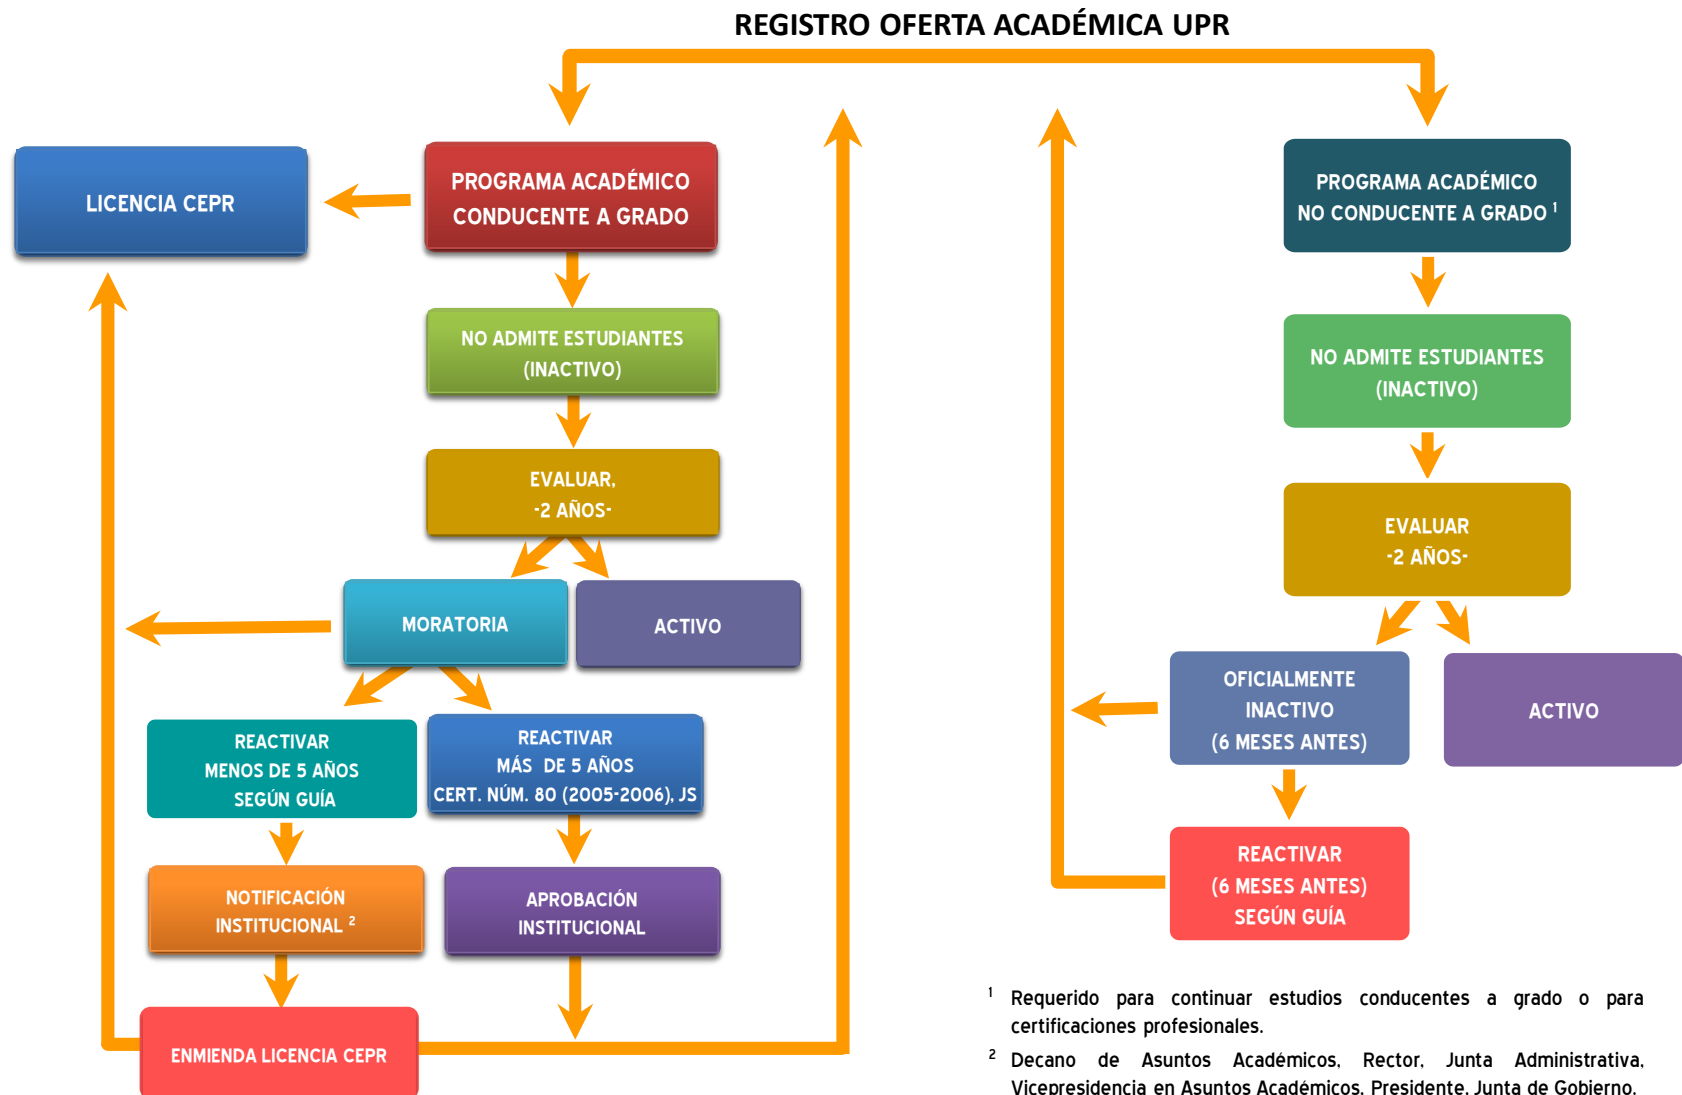 REGISTRO OFERTA ACADÉMICA UPR
LICENCIA CEPR
PROGRAMA ACADÉMICO
CONDUCENTE A GRADO
NO ADMITE ESTUDIANTES
(INACTIVO)
EVALUAR,
-2 AÑOS-
MORATORIA
ACTIVO
REACTIVAR
MENOS DE 5 AÑOS
SEGÚN GUÍA
REACTIVAR
MÁS DE 5 AÑOS
CERT. NÚM. 80 (2005-2006), JS
NOTIFICACIÓN
INSTITUCIONAL ²
APROBACIÓN
INSTITUCIONAL
ENMIENDA LICENCIA CEPR
PROGRAMA ACADÉMICO
NO CONDUCENTE A GRADO ¹
NO ADMITE ESTUDIANTES
(INACTIVO)
EVALUAR
-2 AÑOS-
OFICIALMENTE
INACTIVO
(6 MESES ANTES)
ACTIVO
REACTIVAR
(6 MESES ANTES)
SEGÚN GUÍA
¹ Requerido para continuar estudios conducentes a grado o para
certificaciones profesionales.
² Decano de Asuntos Académicos, Rector, Junta Administrativa,
Vicepresidencia en Asuntos Académicos, Presidente, Junta de Gobierno.